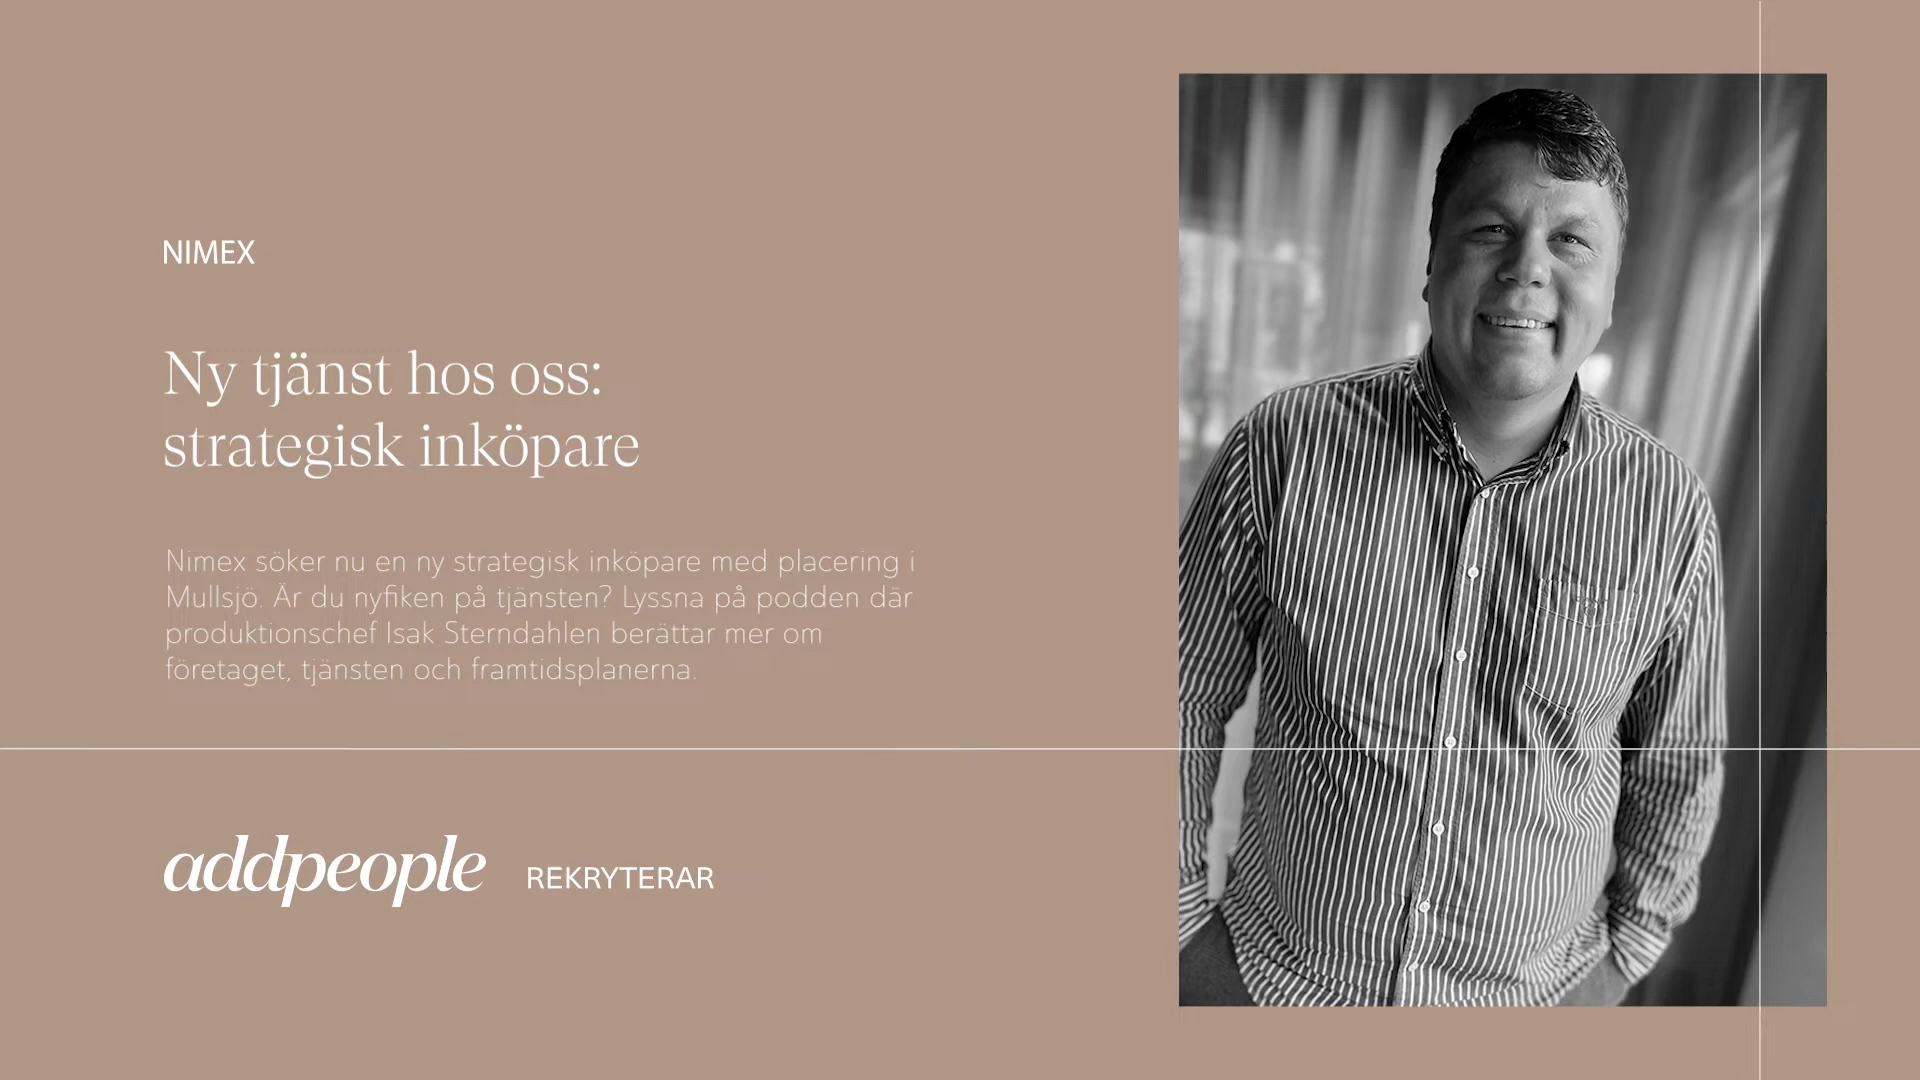 NIMEX
Ny tjänst hos oss:
strategisk inköpare
Nimex söker nu en ny strategisk inköpare med placering i
Mullsjö. Är du nyfiken på tjänsten? Lyssna på podden där
produktionschef Isak Sterndahlen berättar mer om
företaget, tjänsten och framtidsplanerna.
addpeople REKRYTERAR